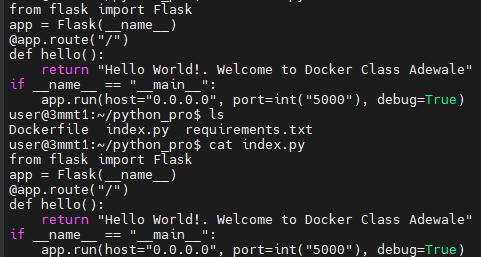 from flask import Flask
app = Flask(__name__)
@app.route("/")
def hello():
    return "Hello World!. Welcome to Docker Class Adewale"
if __name__ == "__main__":
    app.run(host="0.0.0.0", port=int("5000"), debug=True)
user@3mmt1:~/python_pro$ ls
Dockerfile  index.py  requirements.txt
user@3mmt1:~/python_pro$ cat index.py
from flask import Flask
app = Flask(__name__)
@app.route("/")
def hello():
    return "Hello World!. Welcome to Docker Class Adewale"
if __name__ == "__main__":
    app.run(host="0.0.0.0", port=int("5000"), debug=True)